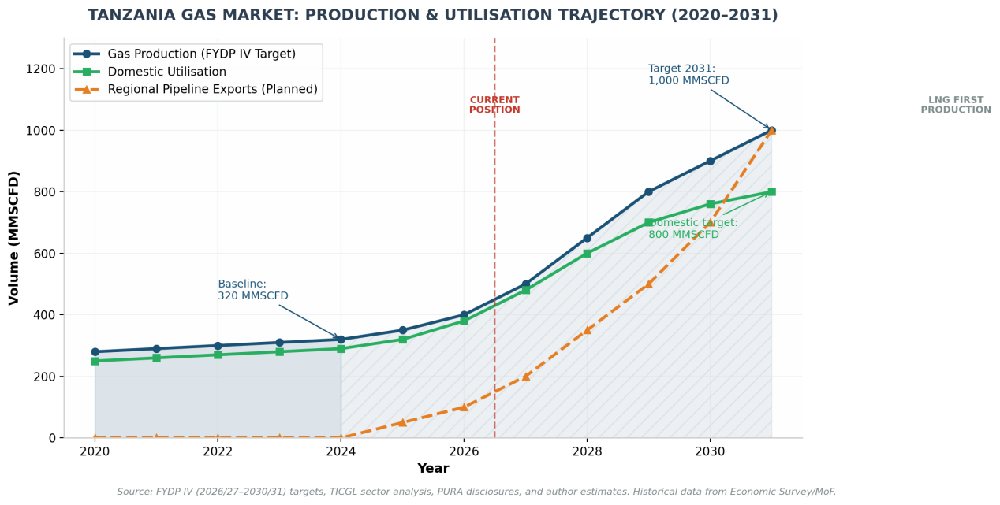 TANZANIA GAS MARKET: PRODUCTION & UTILISATION TRAJECTORY (2020–2031)
Gas Production (FYDP IV Target)
Domestic Utilisation
Regional Pipeline Exports (Planned)
Target 2031:
1,000 MMSCFD
CURRENT
POSITION
LNG FIRST
PRODUCTION
Domestic target:
800 MMSCFD
Baseline:
320 MMSCFD
Volume (MMSCFD)
1200
1000
800
600
400
200
0
2020
2022
2024
2026
2028
2030
Year
Source: FYDP IV (2026/27–2030/31) targets, TICGL sector analysis, PURA disclosures, and author estimates. Historical data from Economic Survey/MoF.